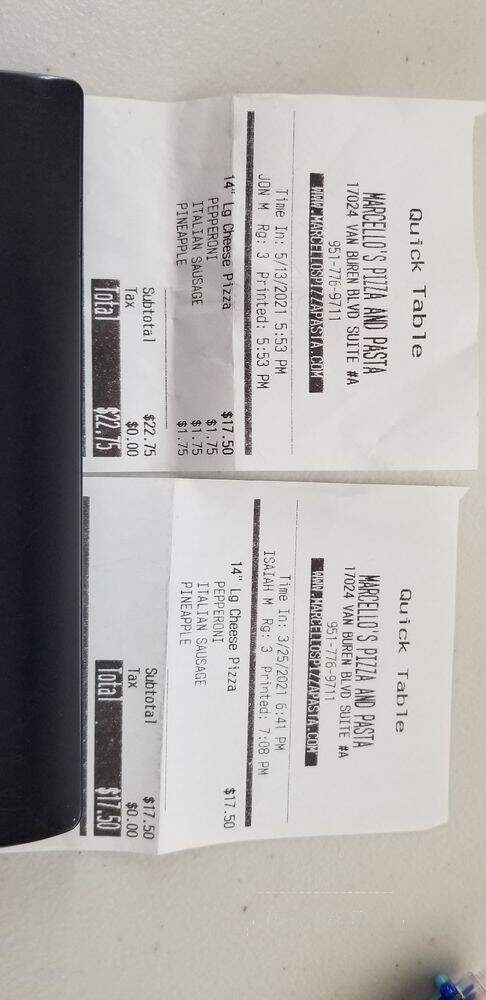 Quick Table
MARCELLO'S PIZZA AND PASTA
17024 VAN BUREN BLVD SUITE #A
951-776-9711
WWW.MARCELLOSPIZZAPASTA.COM
Time In: 5/13/2021 5:53 PM
JON M Rg: 3 Printed: 5:53 PM
14" Lg Cheese Pizza $17.50
PEPPERONI $1.75
ITALIAN SAUSAGE $1.75
PINEAPPLE $1.75
Subtotal $22.75
Tax $0.00
Total $22.75
Quick Table
MARCELLO'S PIZZA AND PASTA
17024 VAN BUREN BLVD SUITE #A
951-776-9711
WWW.MARCELLOSPIZZAPASTA.COM
Time In: 3/25/2021 6:41 PM
ISAIAH M Rg: 3 Printed: 7:08 PM
14" Lg Cheese Pizza $17.50
PEPPERONI
ITALIAN SAUSAGE
PINEAPPLE
Subtotal $17.50
Tax $0.00
Total $17.50